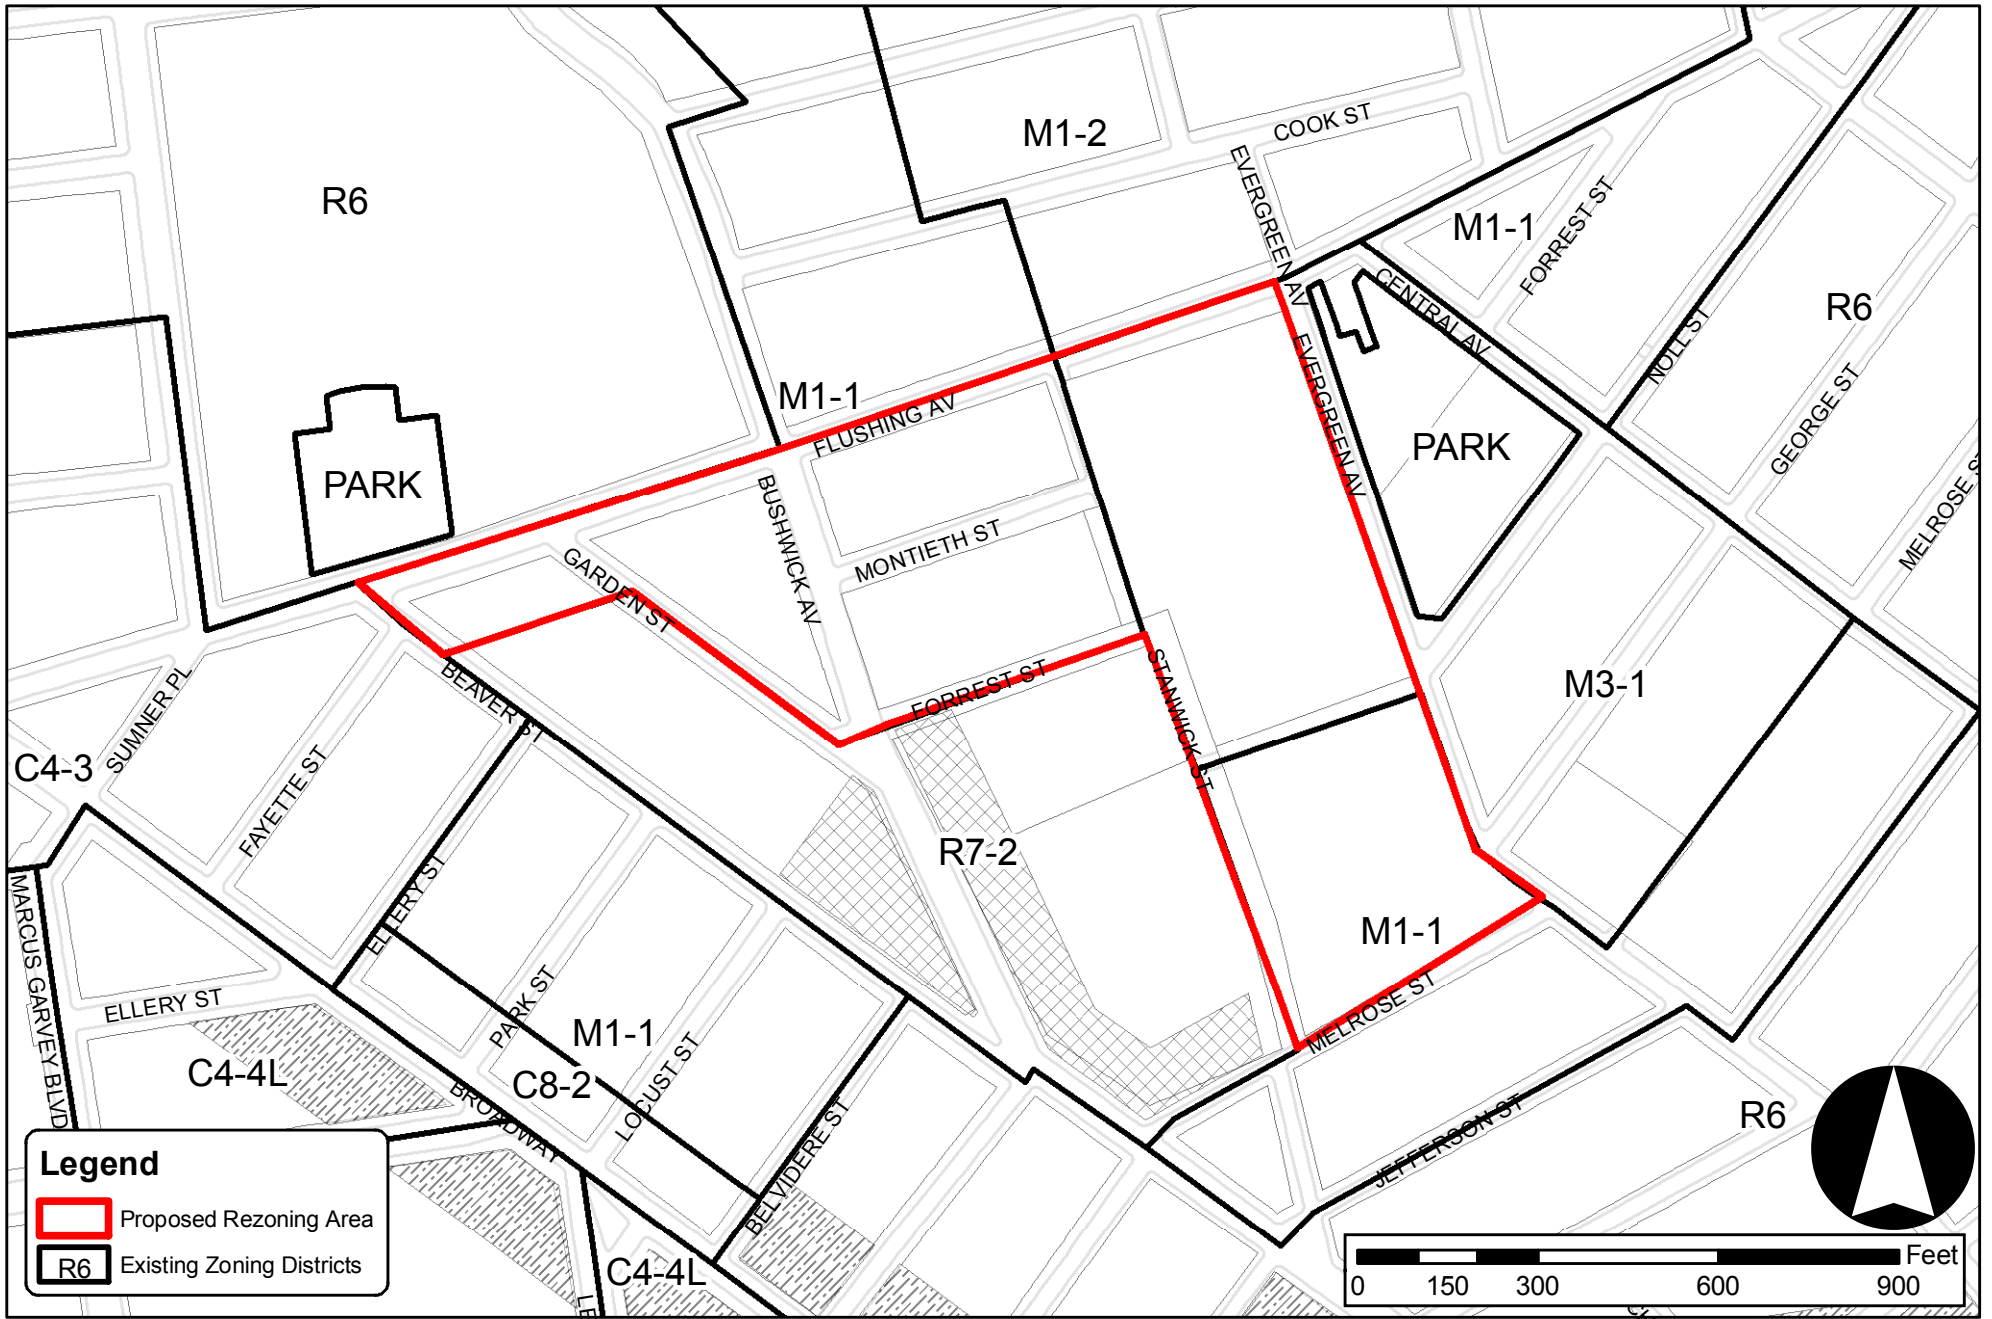 M1-2
COOK ST
R6
EVERGREEN AV
M1-1
FORREST ST
CENTRAL AV
R6
NOLL ST
M1-1
FLUSHING AV
EVERGREEN AV
GEORGE ST
PARK
PARK
BUSHWICK AV
MONTIETH ST
MELROSE S
GARDEN ST
BEAVER ST
FORREST ST
STANWICK ST
M3-1
SUMNER PL
C4-3
FAYETTE ST
R7-2
ELLERY ST
MARCUS GARVEY BLVD
M1-1
MELROSE ST
ELLERY ST
PARK ST
M1-1
LOCUST ST
C4-4L
C8-2
BROADWAY
BELVIDERE ST
JEFFERSON ST
R6
C4-4L
LE
Legend
Proposed Rezoning Area
R6 Existing Zoning Districts
Feet
0 150 300 600 900